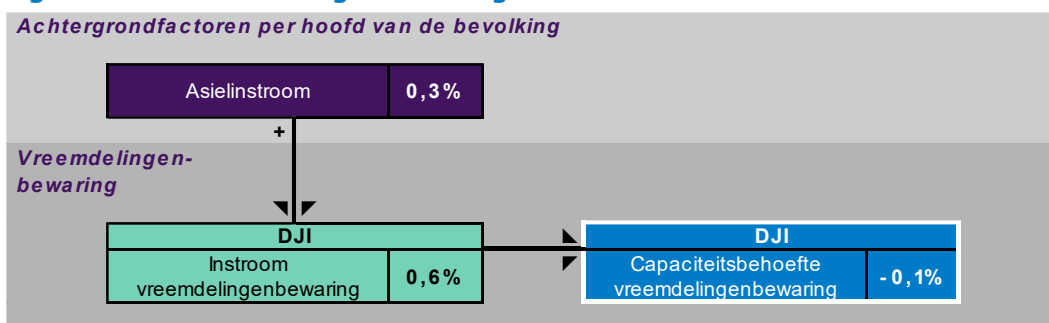 Achtergrondfactoren per hoofd van de bevolking
Asielinstroom 0,3%
+
Vreemdelingen-
bewaring
DJI
Instroom
vreemdelingenbewaring 0,6%
DJI
Capaciteitsbehoefte
vreemdelingenbewaring -0,1%